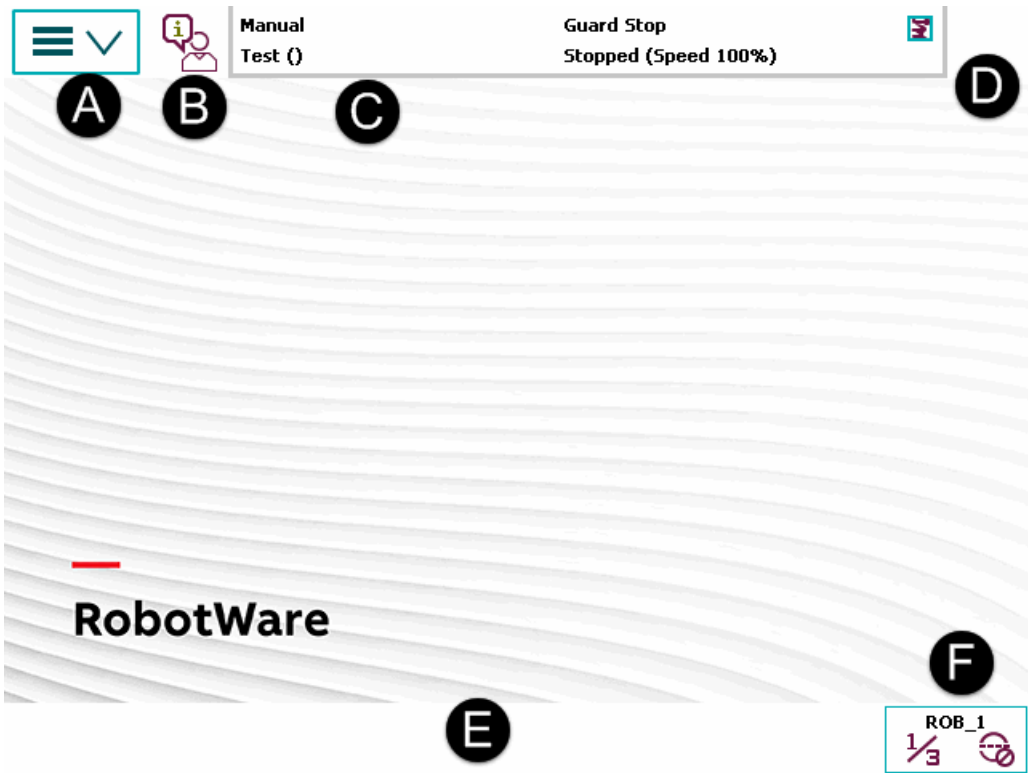 Manual
Guard Stop
Test ()
Stopped (Speed 100%)
A
B
C
D
RobotWare
F
E
ROB_1
1/3